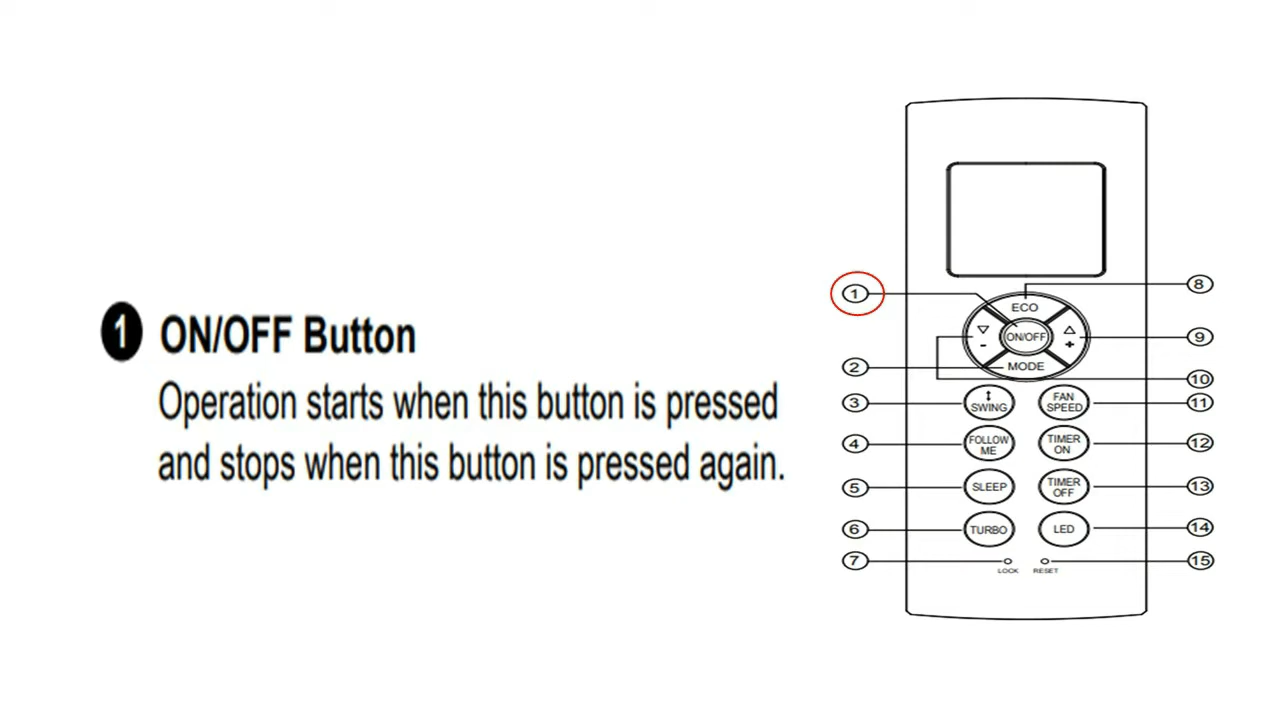 1 ON/OFF Button
Operation starts when this button is pressed
and stops when this button is pressed again.
1
8
ECO
ON/OFF
-
+
9
2
MODE
10
3
SWING
FAN
SPEED
11
4
FOLLOW
ME
TIMER
ON
12
5
SLEEP
TIMER
OFF
13
6
TURBO
LED
14
7
LOCK
RESET
15